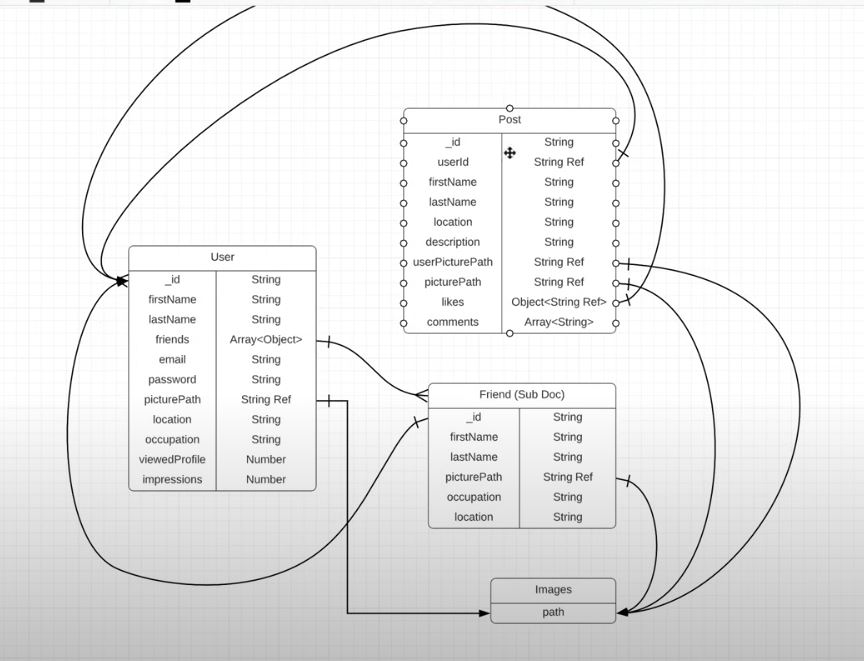 Post
_id String
userId String Ref
firstName String
lastName String
location String
description String
userPicturePath String Ref
picturePath String Ref
likes Object<String Ref>
comments Array<String>
User
_id String
firstName String
lastName String
friends Array<Object>
email String
password String
picturePath String Ref
location String
occupation String
viewedProfile Number
impressions Number
Friend (Sub Doc)
_id String
firstName String
lastName String
picturePath String Ref
occupation String
location String
Images
path